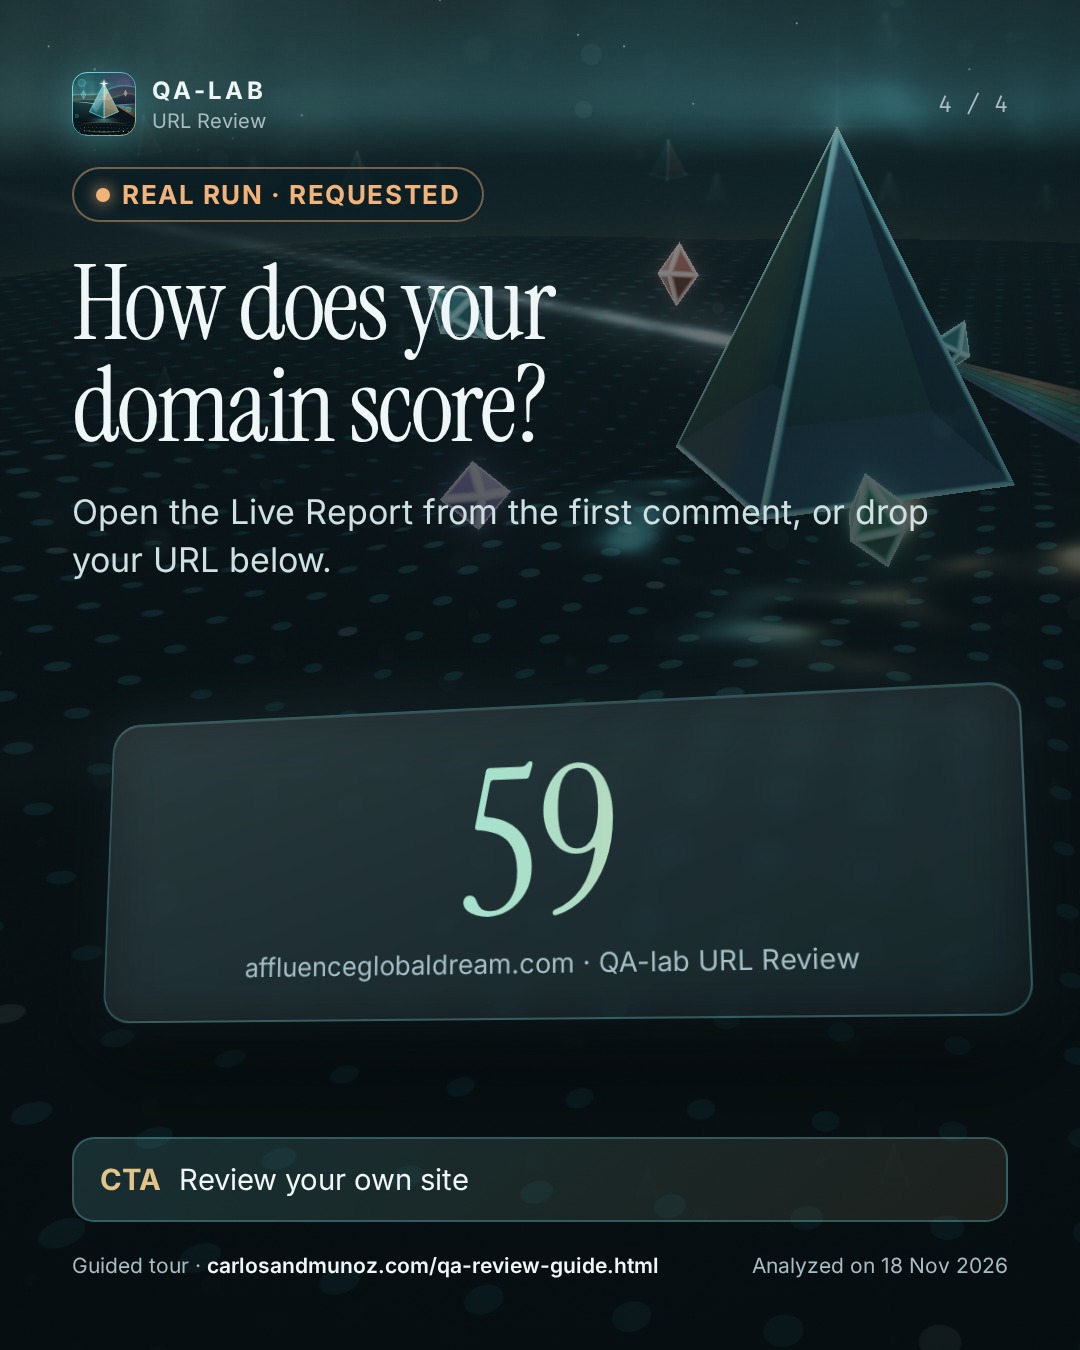 QA-LAB
URL Review
4 / 4
REAL RUN · REQUESTED
How does your
domain score?
Open the Live Report from the first comment, or drop
your URL below.
59
affluenceglobaldream.com · QA-lab URL Review
CTA Review your own site
Guided tour · carlosandmunoz.com/qa-review-guide.html
Analyzed on 18 Nov 2026